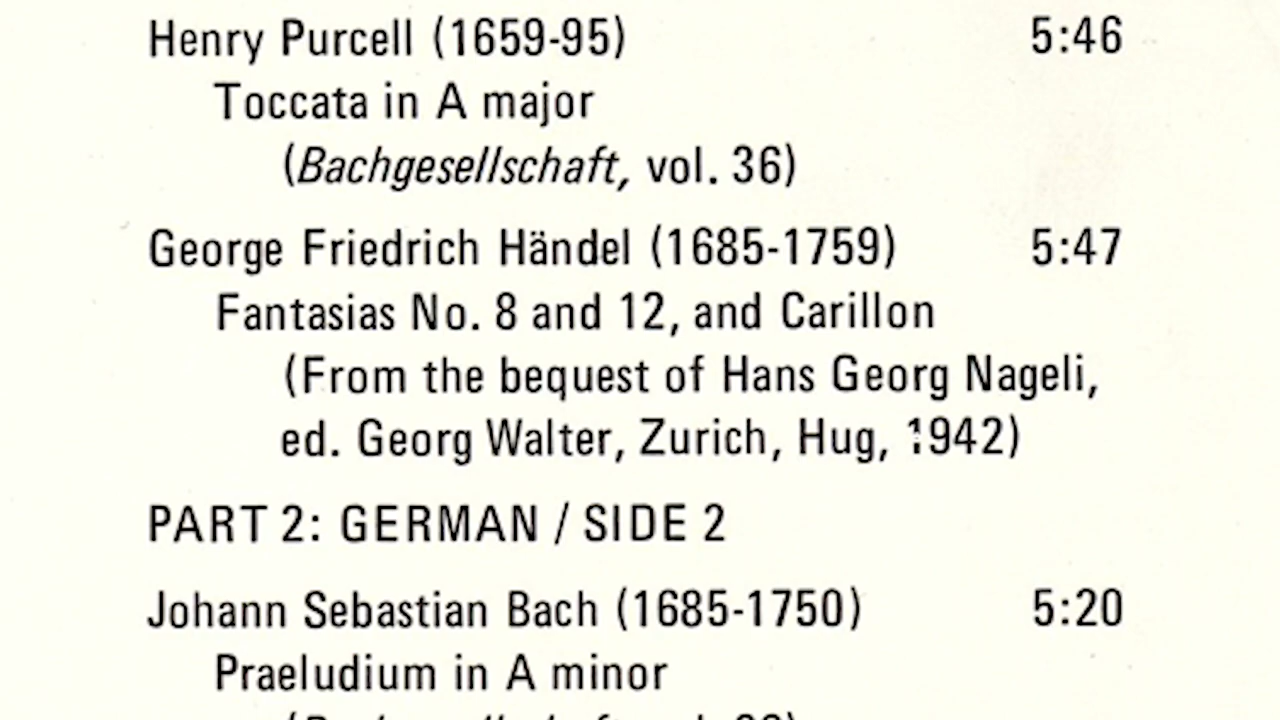 Henry Purcell (1659-95) 5:46
Toccata in A major
(Bachgesellschaft, vol. 36)
George Friedrich Händel (1685-1759) 5:47
Fantasias No. 8 and 12, and Carillon
(From the bequest of Hans Georg Nageli,
ed. Georg Walter, Zurich, Hug, 1942)
PART 2: GERMAN / SIDE 2
Johann Sebastian Bach (1685-1750) 5:20
Praeludium in A minor